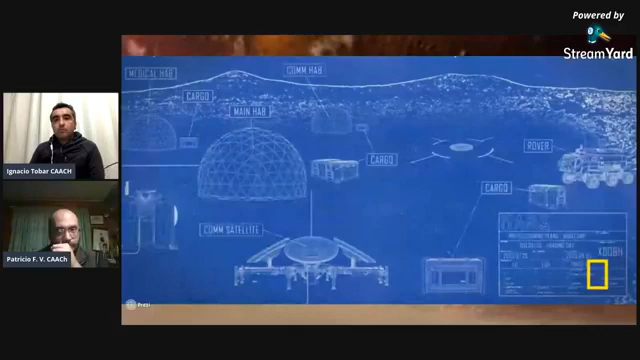 Powered by
StreamYard
MEDICAL HAB
COMM HAB
CARGO
MAIN HAB
ROVER
CARGO
CARGO
COMM SATELLITE
Ignacio Tobar CAACH
Patricio F. V. CAACh
Prezi